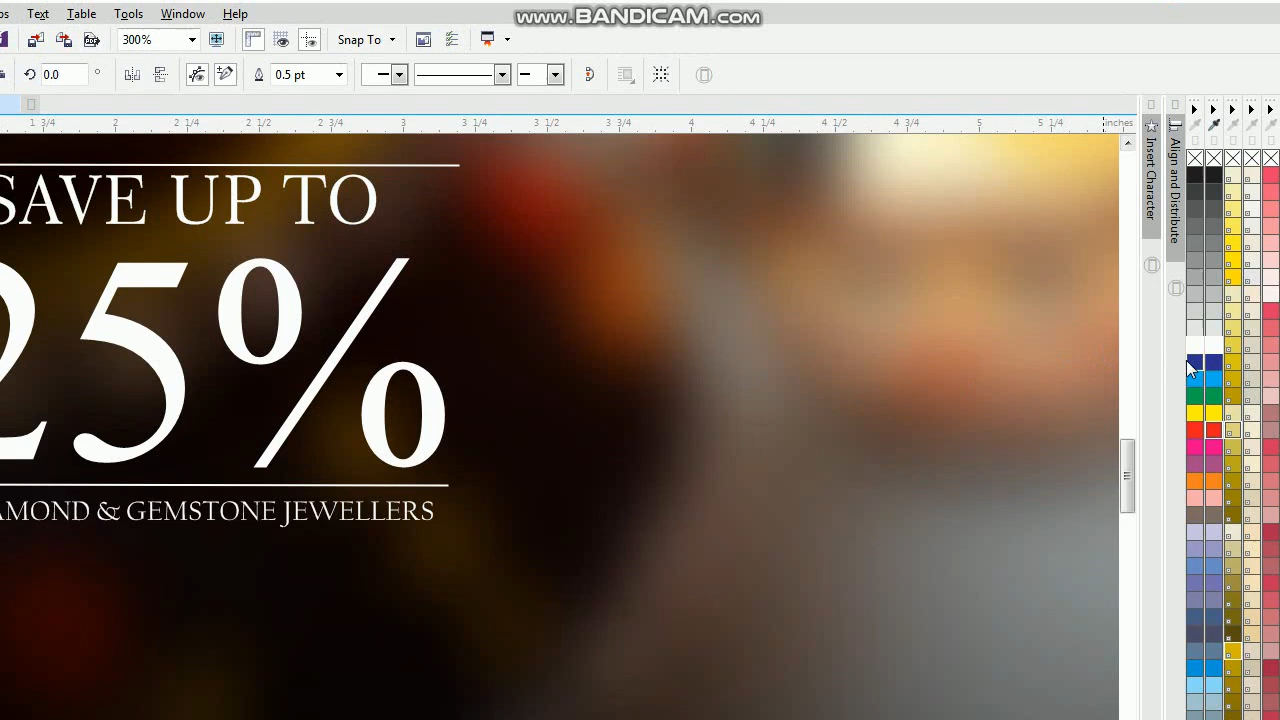 Text Table Tools Window Help
www.BANDICAM.com
300% Snap To
0.0 ° 0.5 pt
1 3/4 2 2 1/4 2 1/2 2 3/4 3 3 1/4 3 1/2 3 3/4 4 4 1/4 4 1/2 4 3/4 5 5 1/4 inches
Insert Character
Align and Distribute
SAVE UP TO
25%
AMOND & GEMSTONE JEWELLERS